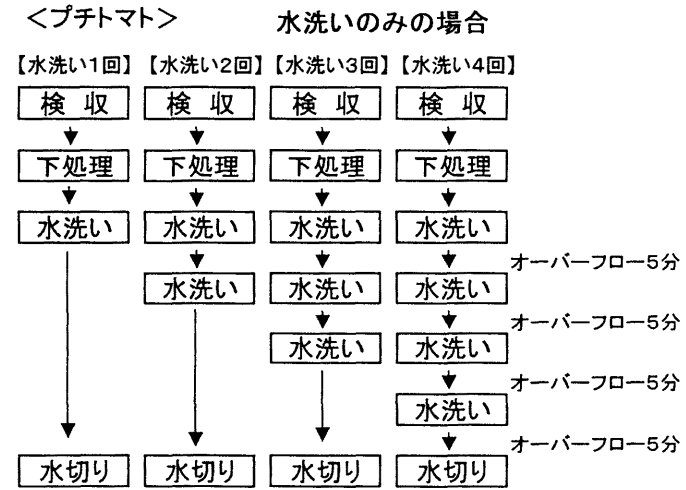 ＜プチトマト＞ 水洗いのみの場合
【水洗い1回】 【水洗い2回】 【水洗い3回】 【水洗い4回】
検 収 検 収 検 収 検 収
下処理 下処理 下処理 下処理
水洗い 水洗い 水洗い 水洗い
オーバーフロー5分
水洗い 水洗い 水洗い
オーバーフロー5分
水洗い 水洗い
オーバーフロー5分
水洗い
オーバーフロー5分
水切り 水切り 水切り 水切り